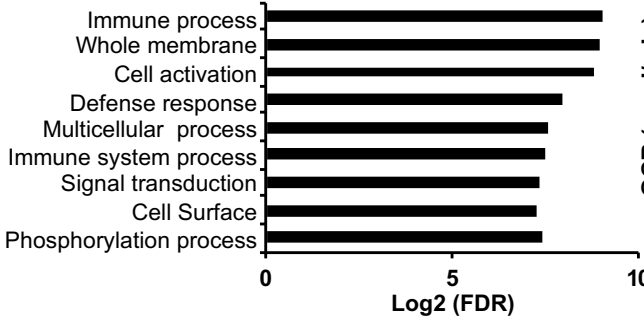 Immune process
Whole membrane
Cell activation
Defense response
Multicellular process
Immune system process
Signal transduction
Cell Surface
Phosphorylation process
0 5 10
Log2 (FDR)